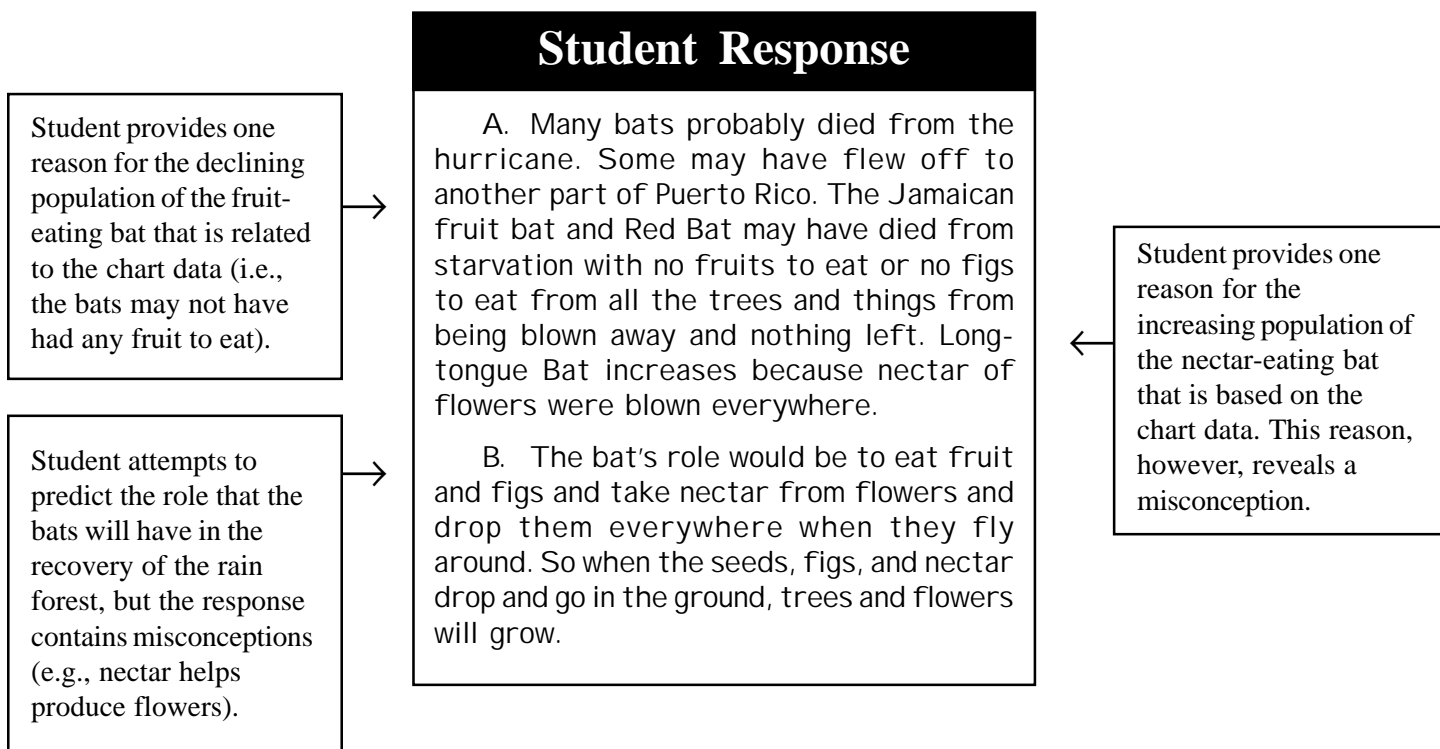 Student Response
Student provides one
reason for the declining
population of the fruit-
eating bat that is related
to the chart data (i.e.,
the bats may not have
had any fruit to eat).
Student attempts to
predict the role that the
bats will have in the
recovery of the rain
forest, but the response
contains misconceptions
(e.g., nectar helps
produce flowers).
A. Many bats probably died from the
hurricane. Some may have flew off to
another part of Puerto Rico. The Jamaican
fruit bat and Red Bat may have died from
starvation with no fruits to eat or no figs
to eat from all the trees and things from
being blown away and nothing left. Long-
tongue Bat increases because nectar of
flowers were blown everywhere.
B. The bat's role would be to eat fruit
and figs and take nectar from flowers and
drop them everywhere when they fly
around. So when the seeds, figs, and nectar
drop and go in the ground, trees and flowers
will grow.
Student provides one
reason for the
increasing population of
the nectar-eating bat
that is based on the
chart data. This reason,
however, reveals a
misconception.